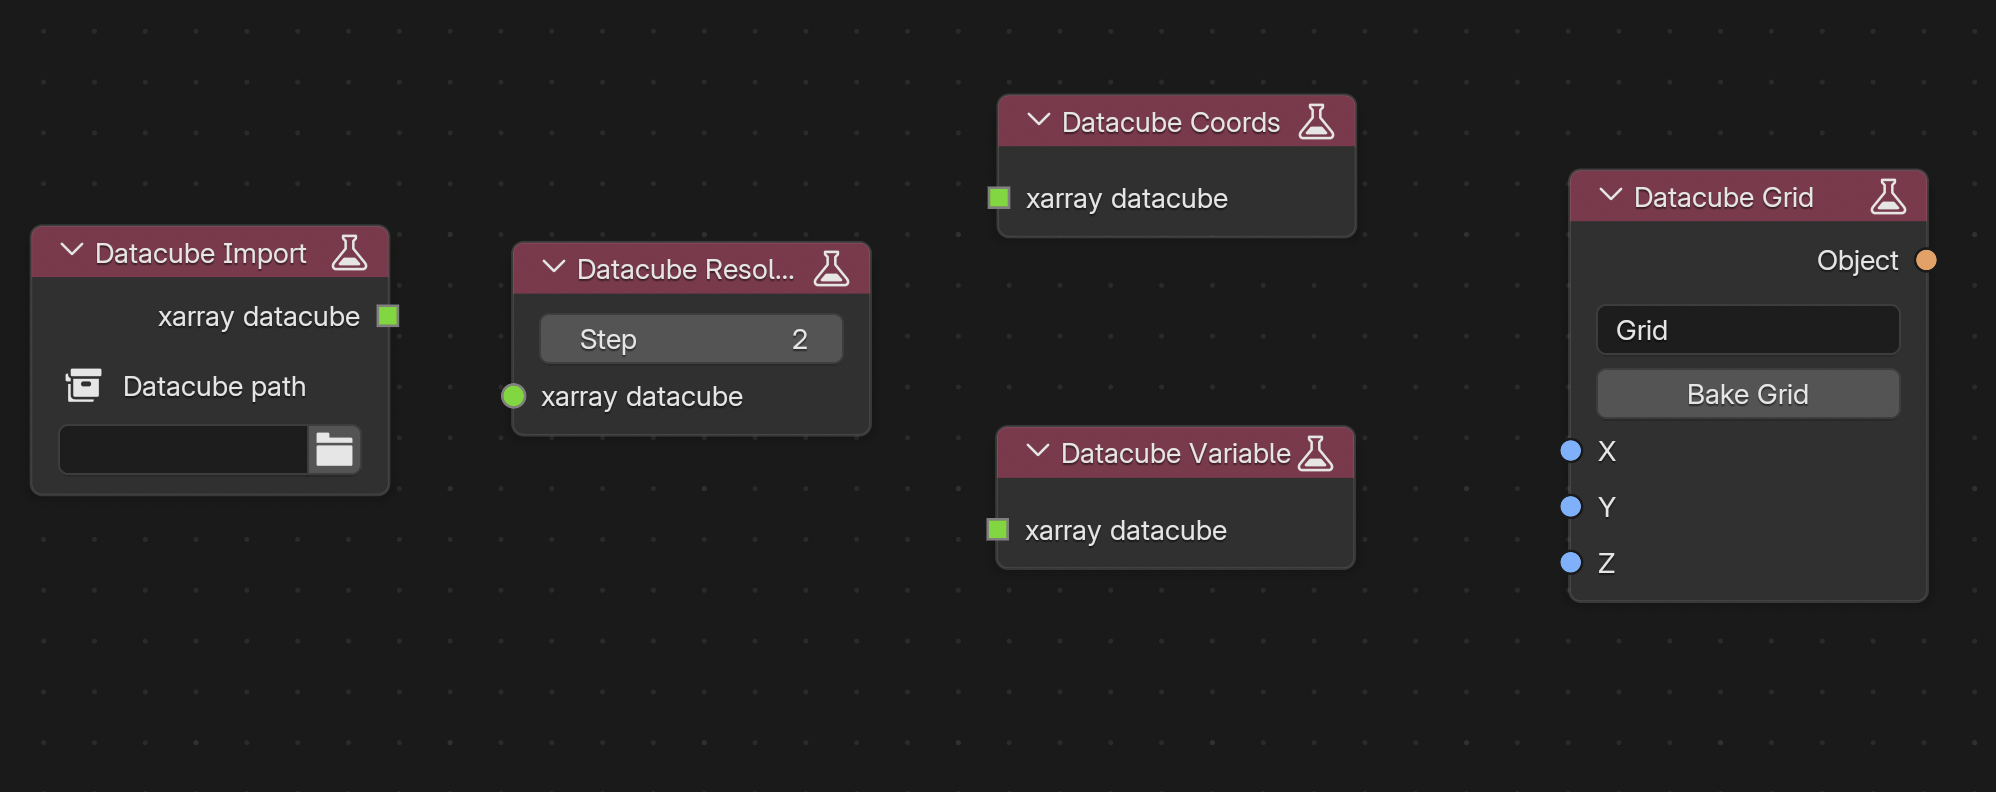 Datacube Import
xarray datacube
Datacube path
Datacube Resol...
Step 2
xarray datacube
Datacube Coords
xarray datacube
Datacube Variable
xarray datacube
Datacube Grid
Object
Grid
Bake Grid
X
Y
Z